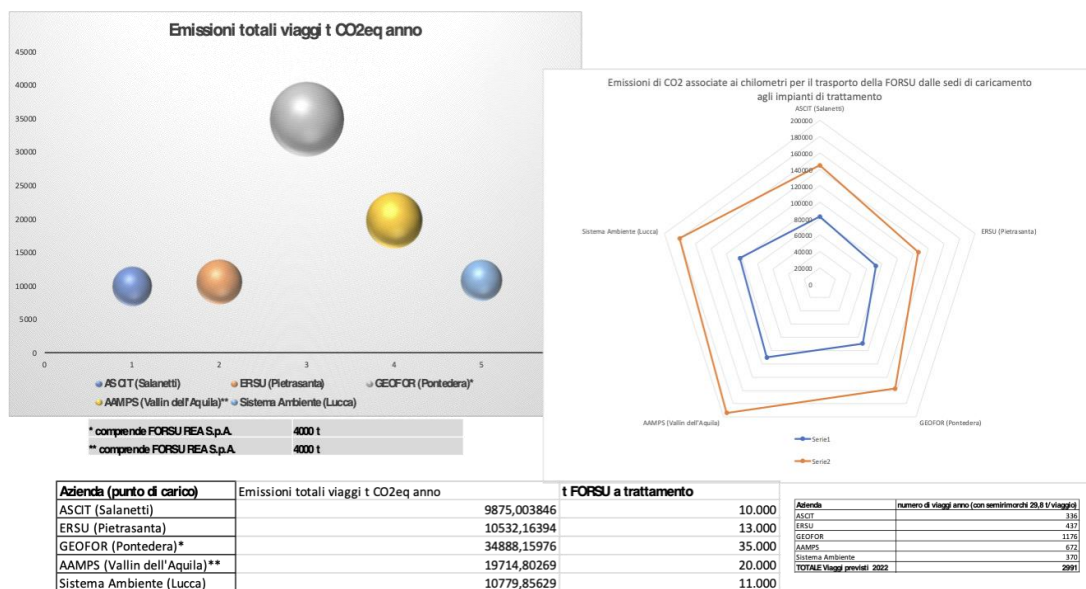 Emissioni totali viaggi t CO2eq anno
45000
40000
35000
30000
25000
20000
15000
10000
5000
0
0 1 2 3 4 5
ASCIT (Salanetti) ERSU (Pietrasanta) GEOFOR (Pontedera)*
AAMPS (Vallin dell'Aquila)** Sistema Ambiente (Lucca)
* comprende FORSU REA S.p.A. 4000 t
** comprende FORSU REA S.p.A. 4000 t
Emissioni di CO2 associate ai chilometri per il trasporto della FORSU dalle sedi di caricamento
agli impianti di trattamento
ASCIT (Salanetti)
200000
180000
160000
140000
120000
100000
80000
60000
40000
20000
0
Sistema Ambiente (Lucca)
ERSU (Pietrasanta)
AAMPS (Vallin dell'Aquila)
GEOFOR (Pontedera)
Serie1
Serie2
Azienda (punto di carico) Emissioni totali viaggi t CO2eq anno t FORSU a trattamento
ASCIT (Salanetti) 9875,003846 10.000
ERSU (Pietrasanta) 10532,16394 13.000
GEOFOR (Pontedera)* 34888,15976 35.000
AAMPS (Vallin dell'Aquila)** 19714,80269 20.000
Sistema Ambiente (Lucca) 10779,85629 11.000
Azienda numero di viaggi anno (con semirimorchi 29,8 t/viaggio)
ASCIT 336
ERSU 437
GEOFOR 1176
AAMPS 672
Sistema Ambiente 370
TOTALE Viaggi previsti 2022 2991